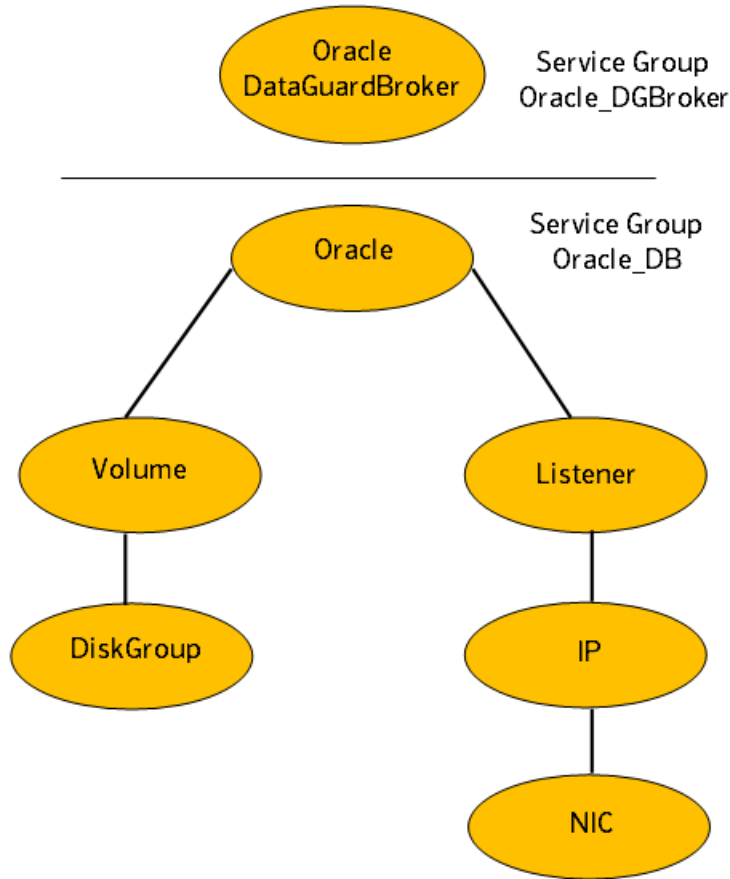 Oracle
DataGuardBroker
Service Group
Oracle_DGBroker
Oracle
Service Group
Oracle_DB
Volume
Listener
DiskGroup
IP
NIC